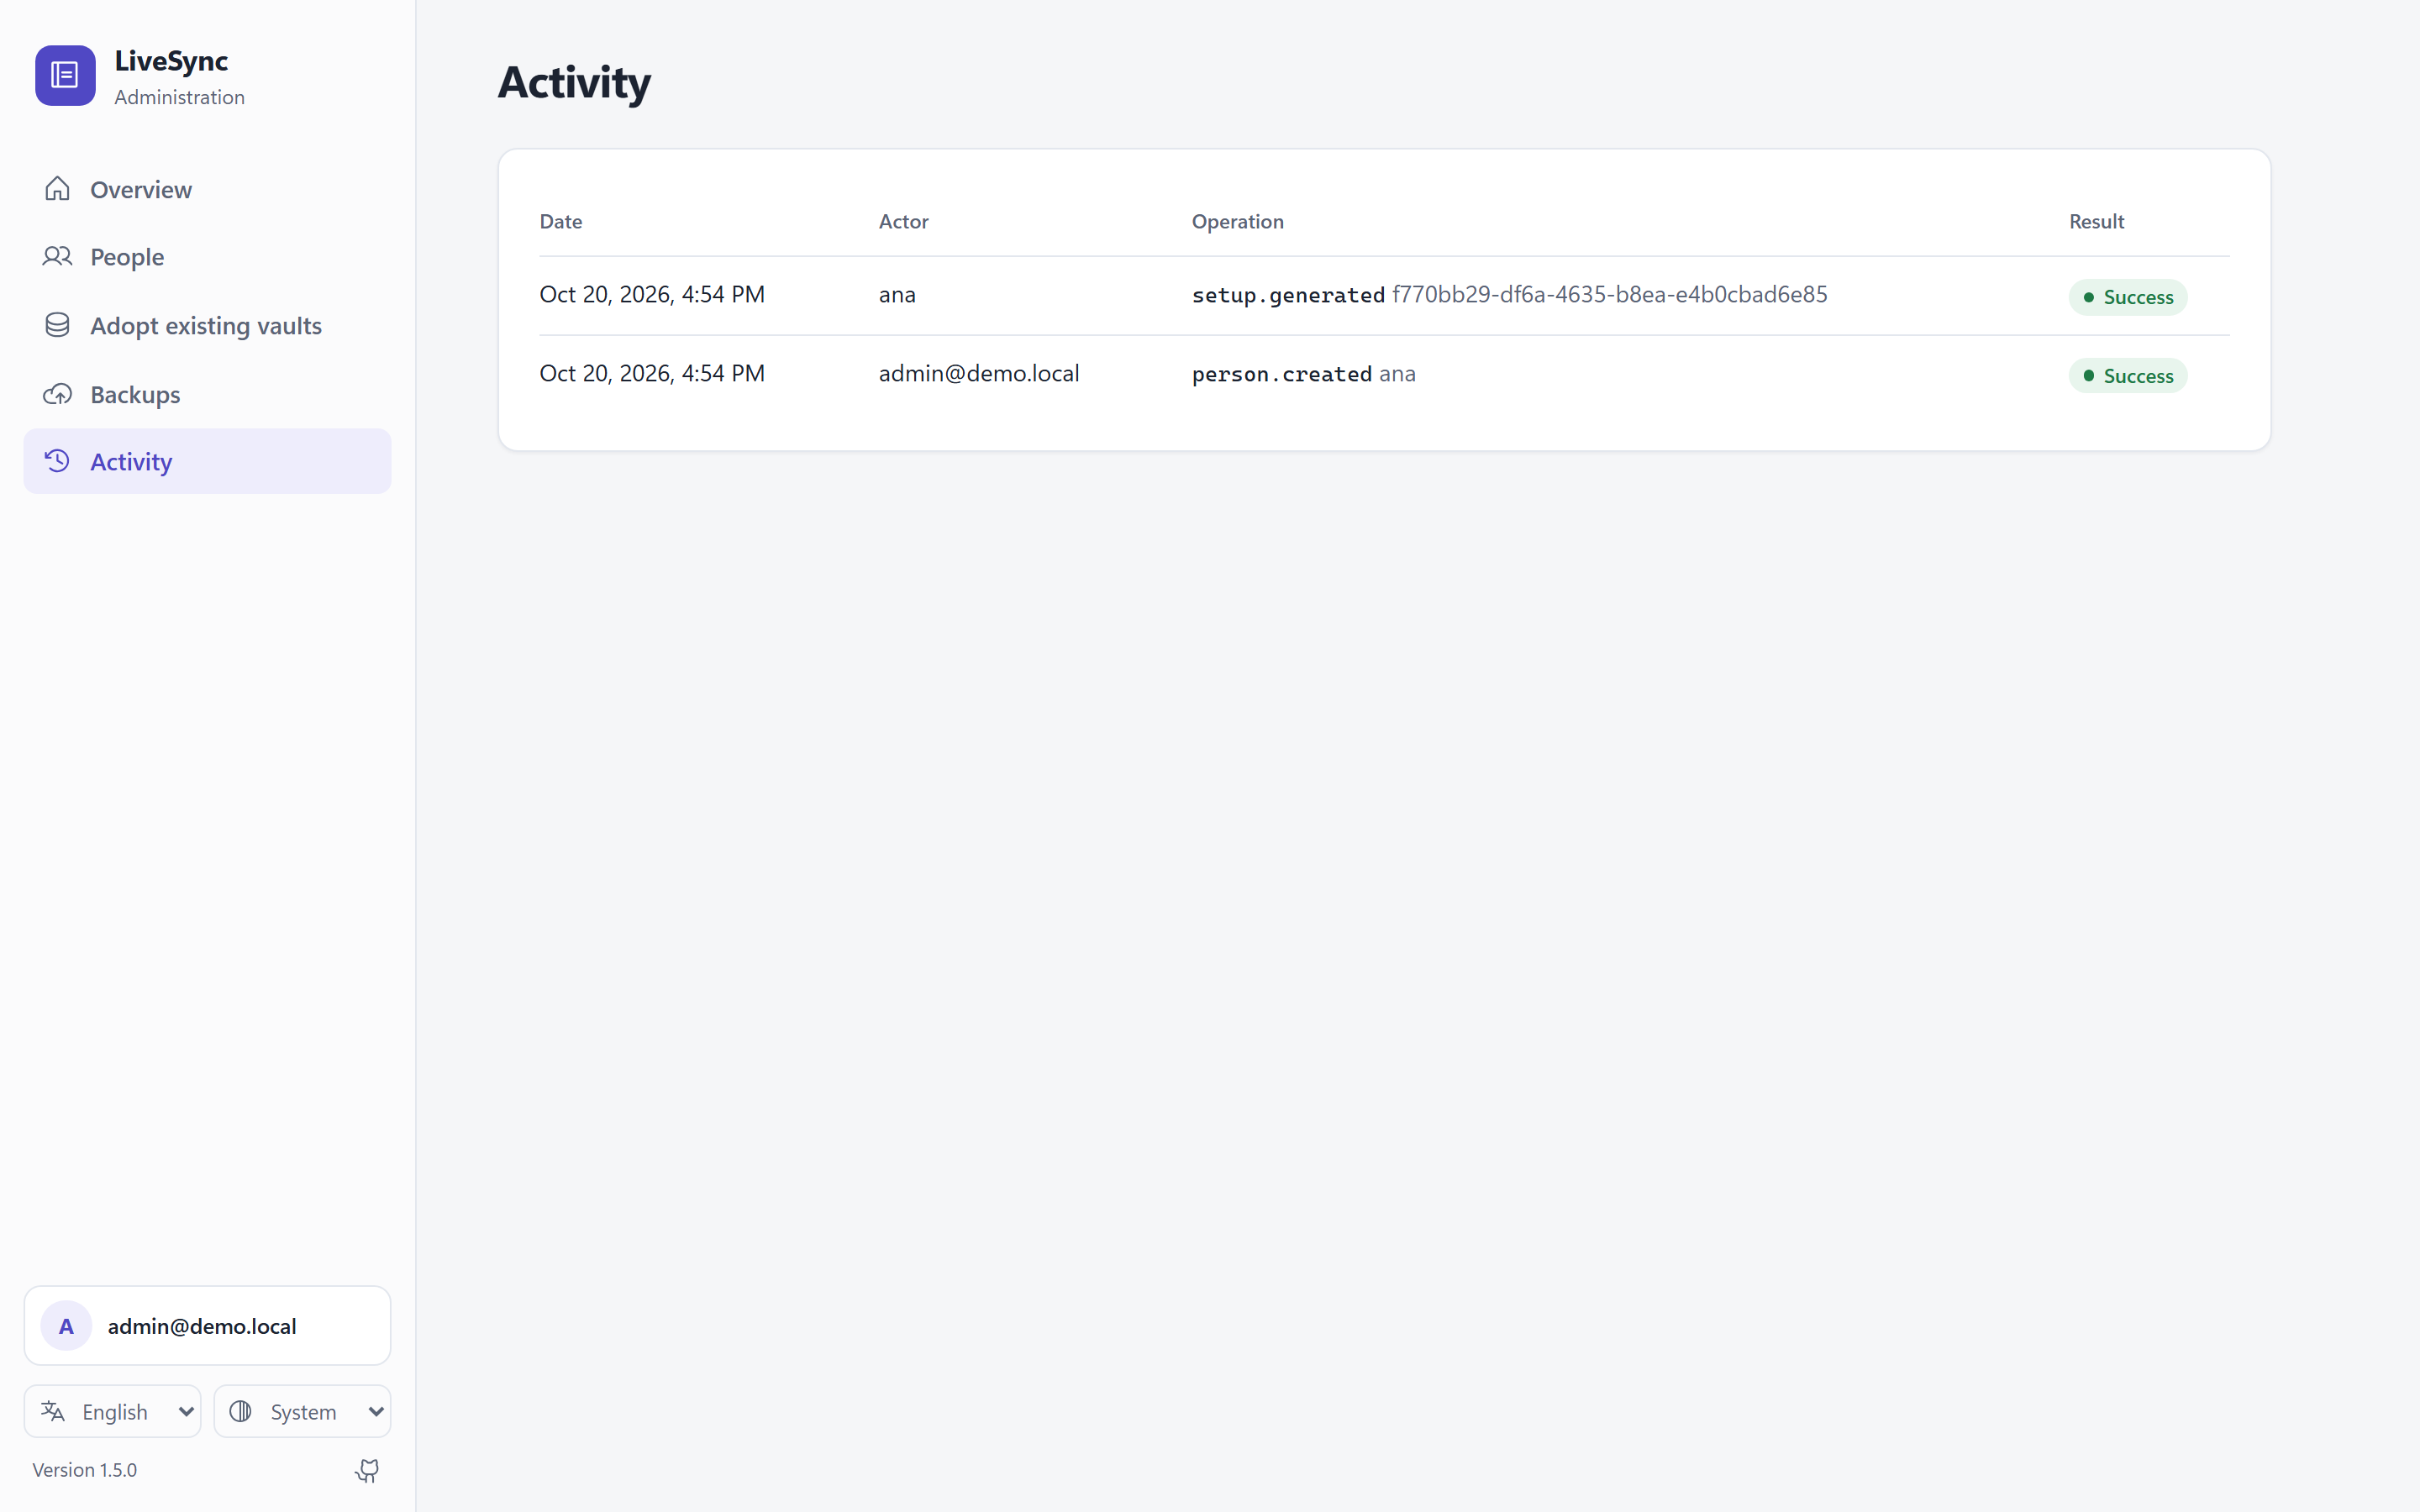 LiveSync
Administration
Overview
People
Adopt existing vaults
Backups
Activity
admin@demo.local
A
English
System
Version 1.5.0
Activity
Date Actor Operation Result
Oct 20, 2026, 4:54 PM ana setup.generated f770bb29-df6a-4635-b8ea-e4b0cbad6e85 Success
Oct 20, 2026, 4:54 PM admin@demo.local person.created ana Success